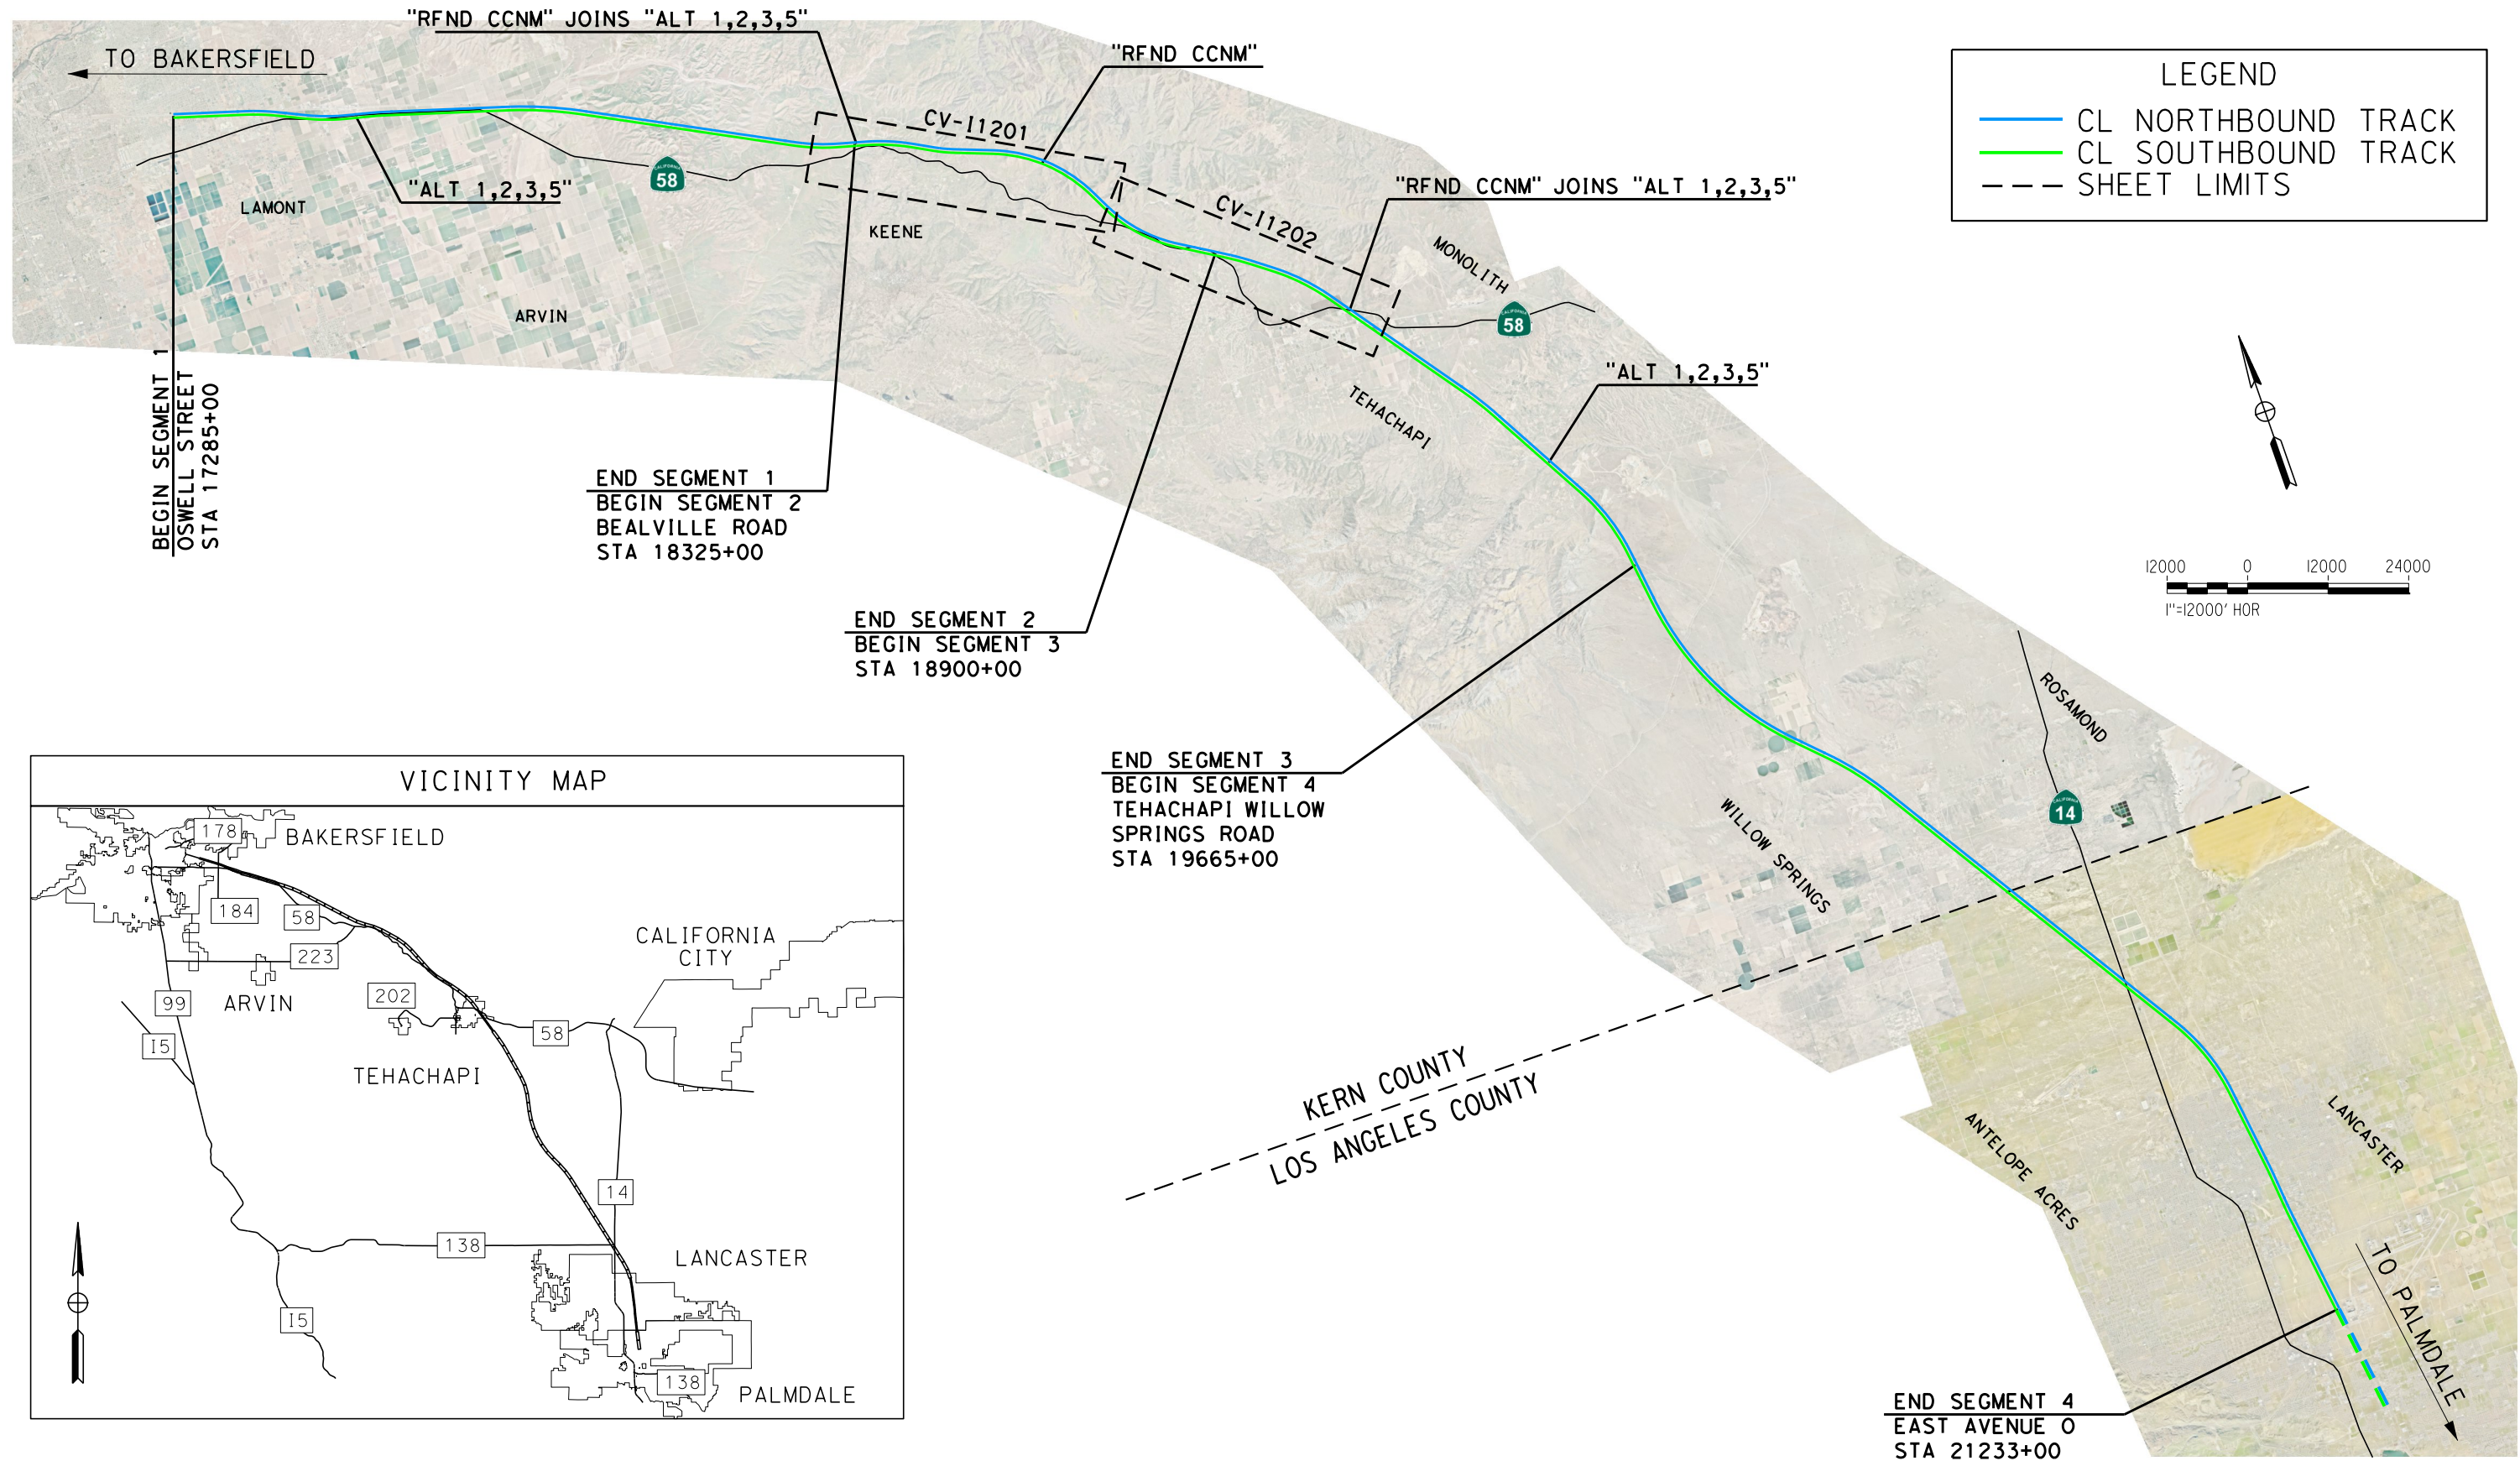 "RFND CCNM" JOINS "ALT 1,2,3,5"
TO BAKERSFIELD
"RFND CCNM"
CV-I1201
LEGEND
CL NORTHBOUND TRACK
CL SOUTHBOUND TRACK
SHEET LIMITS
CALIFORNIA
58
"ALT 1,2,3,5"
LAMONT
KEENE
ARVIN
CV-I1202
"RFND CCNM" JOINS "ALT 1,2,3,5"
MONOLITH
CALIFORNIA
58
"ALT 1,2,3,5"
TEHACHAPI
BEGIN SEGMENT 1
OSWELL STREET
STA 17285+00
END SEGMENT 1
BEGIN SEGMENT 2
BEALVILLE ROAD
STA 18325+00
END SEGMENT 2
BEGIN SEGMENT 3
STA 18900+00
12000 0 12000 24000
1"=12000' HOR
END SEGMENT 3
BEGIN SEGMENT 4
TEHACHAPI WILLOW
SPRINGS ROAD
STA 19665+00
ROSAMOND
CALIFORNIA
14
WILLOW SPRINGS
KERN COUNTY
LOS ANGELES COUNTY
ANTELOPE ACRES
LANCASTER
TO PALMDALE
END SEGMENT 4
EAST AVENUE O
STA 21233+00
VICINITY MAP
178
BAKERSFIELD
184
58
223
CALIFORNIA
CITY
99
ARVIN
202
I5
58
TEHACHAPI
14
138
LANCASTER
I5
138
PALMDALE